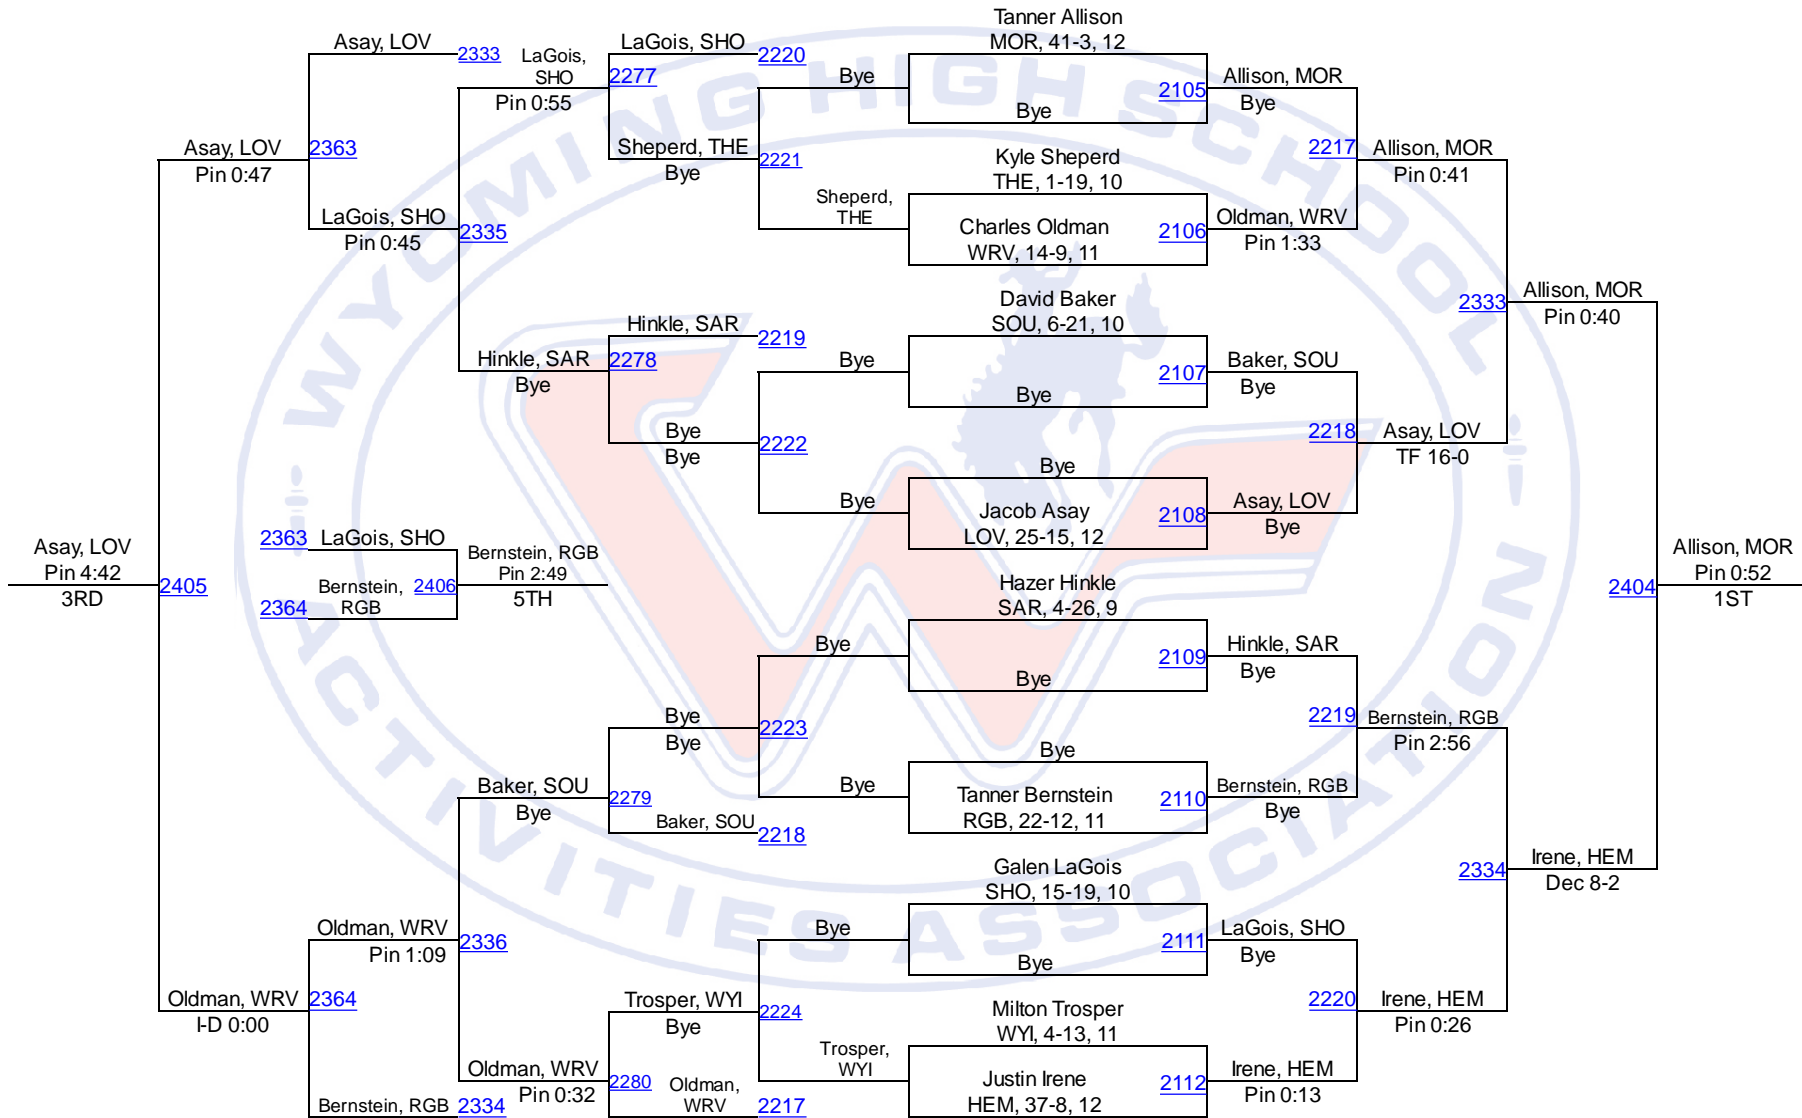 Tanner Allison
MOR, 41-3, 12
Bye
2105
Allison, MOR
Bye
Bye
Kyle Sheperd
THE, 1-19, 10
Sheperd,
THE
Charles Oldman
WRV, 14-9, 11
2106
Oldman, WRV
Pin 1:33
2217
Allison, MOR
Pin 0:41
David Baker
SOU, 6-21, 10
Bye
2107
Baker, SOU
Bye
Bye
2218
Asay, LOV
TF 16-0
Bye
Bye
Jacob Asay
LOV, 25-15, 12
2108
Asay, LOV
Bye
2333
Allison, MOR
Pin 0:40
Hazer Hinkle
SAR, 4-26, 9
Bye
2109
Hinkle, SAR
Bye
Bye
2219
Bernstein, RGB
Pin 2:56
Bye
Bye
Tanner Bernstein
RGB, 22-12, 11
2110
Bernstein, RGB
Bye
Galen LaGois
SHO, 15-19, 10
Bye
2111
LaGois, SHO
Bye
Bye
2220
Irene, HEM
Pin 0:26
Milton Trosper
WYI, 4-13, 11
Trosper,
WYI
Justin Irene
HEM, 37-8, 12
2112
Irene, HEM
Pin 0:13
2334
Irene, HEM
Dec 8-2
2404
Allison, MOR
Pin 0:52
1ST
Asay, LOV
2333
LaGois,
SHO
Pin 0:55
LaGois, SHO
2220
2277
Sheperd, THE
Bye
2221
Asay, LOV
Pin 0:47
2363
LaGois, SHO
Pin 0:45
2335
Hinkle, SAR
2219
Hinkle, SAR
Bye
2278
Bye
Bye
2222
Asay, LOV
Pin 4:42
3RD
2405
2363
LaGois, SHO
Bernstein,
RGB
2364
2406
Bernstein, RGB
Pin 2:49
5TH
Bye
Bye
2223
Baker, SOU
Bye
2279
Baker, SOU
2218
Oldman, WRV
Pin 1:09
2336
Oldman, WRV
I-D 0:00
2364
Trosper, WYI
Bye
2224
Oldman, WRV
Pin 0:32
2280
Oldman,
WRV
2217
Bernstein, RGB
2334
WYOMING HIGH SCHOOL
ACTIVITIES ASSOCIATION